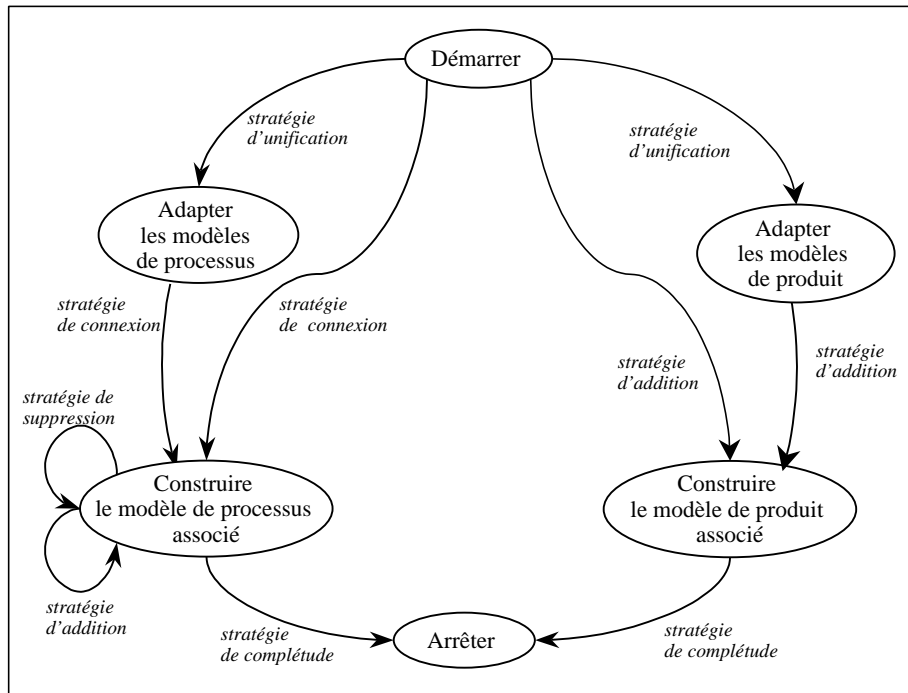 Démarrer
stratégie
d'unification
stratégie
d'unification
Adapter
les modèles
de processus
Adapter
les modèles
de produit
stratégie
de connexion
stratégie
de connexion
stratégie
d'addition
stratégie
d'addition
stratégie de
suppression
Construire
le modèle de processus
associé
Construire
le modèle de produit
associé
stratégie
d'addition
stratégie
de complétude
Arrêter
stratégie
de complétude